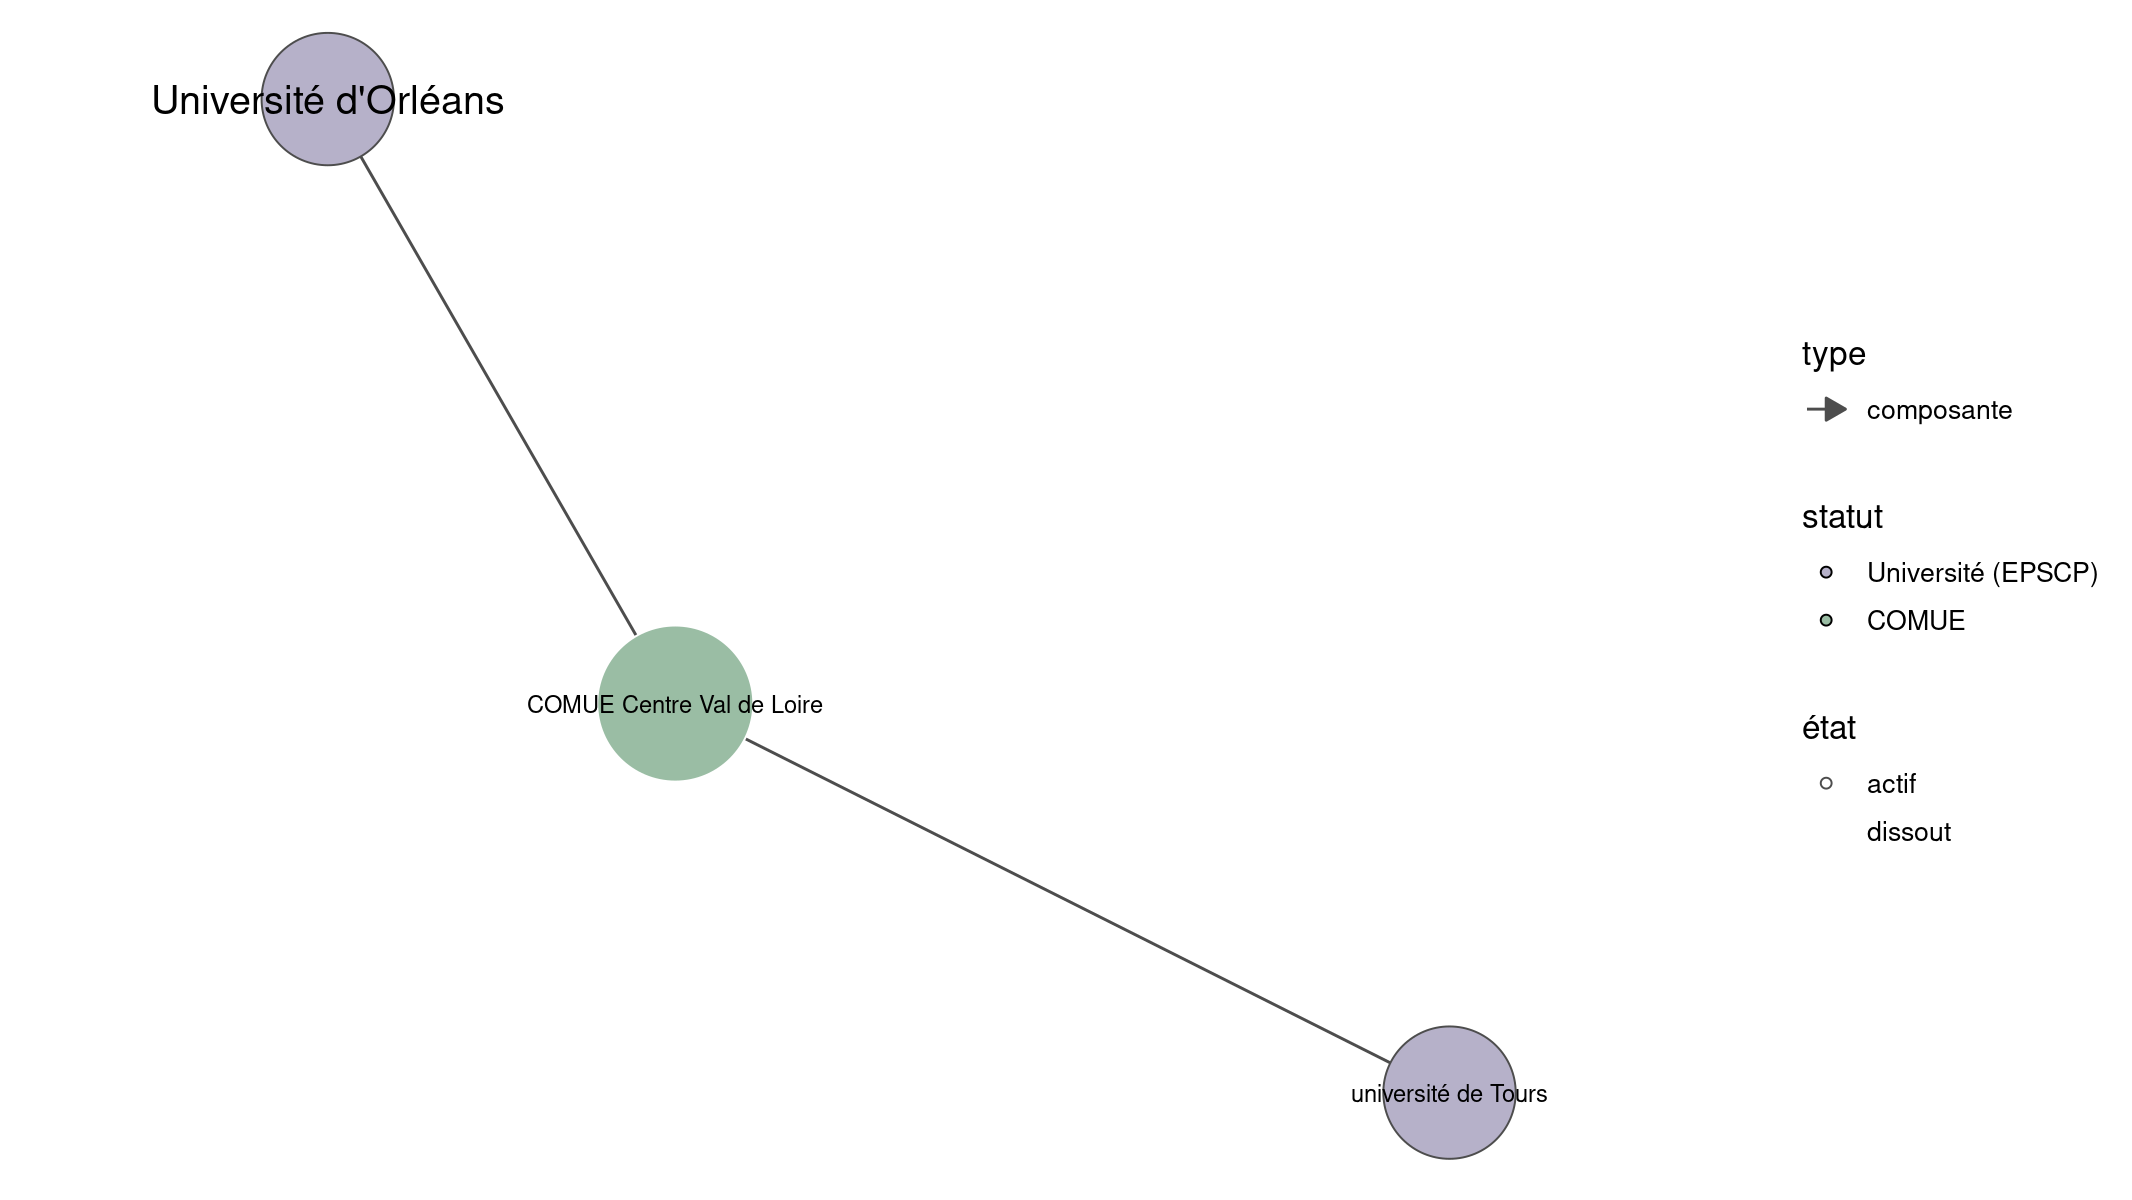 Université d'Orléans
COMUE Centre Val de Loire
université de Tours
type
composante
statut
Université (EPSCP)
COMUE
état
actif
dissout